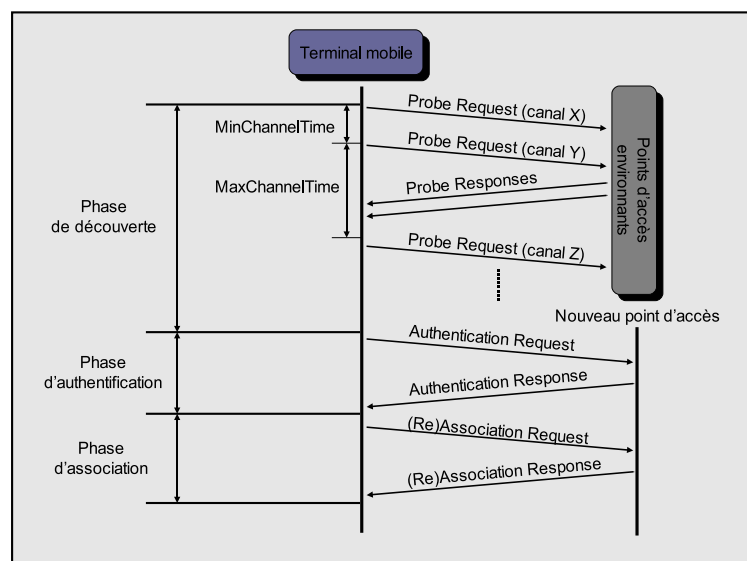 Terminal mobile
Probe Request (canal X)
MinChannelTime
Probe Request (canal Y)
Points d'accès
environnants
Probe Responses
MaxChannelTime
Phase
de découverte
Probe Request (canal Z)
Nouveau point d'accès
Authentication Request
Phase
d'authentification
Authentication Response
(Re)Association Request
Phase
d'association
(Re)Association Response